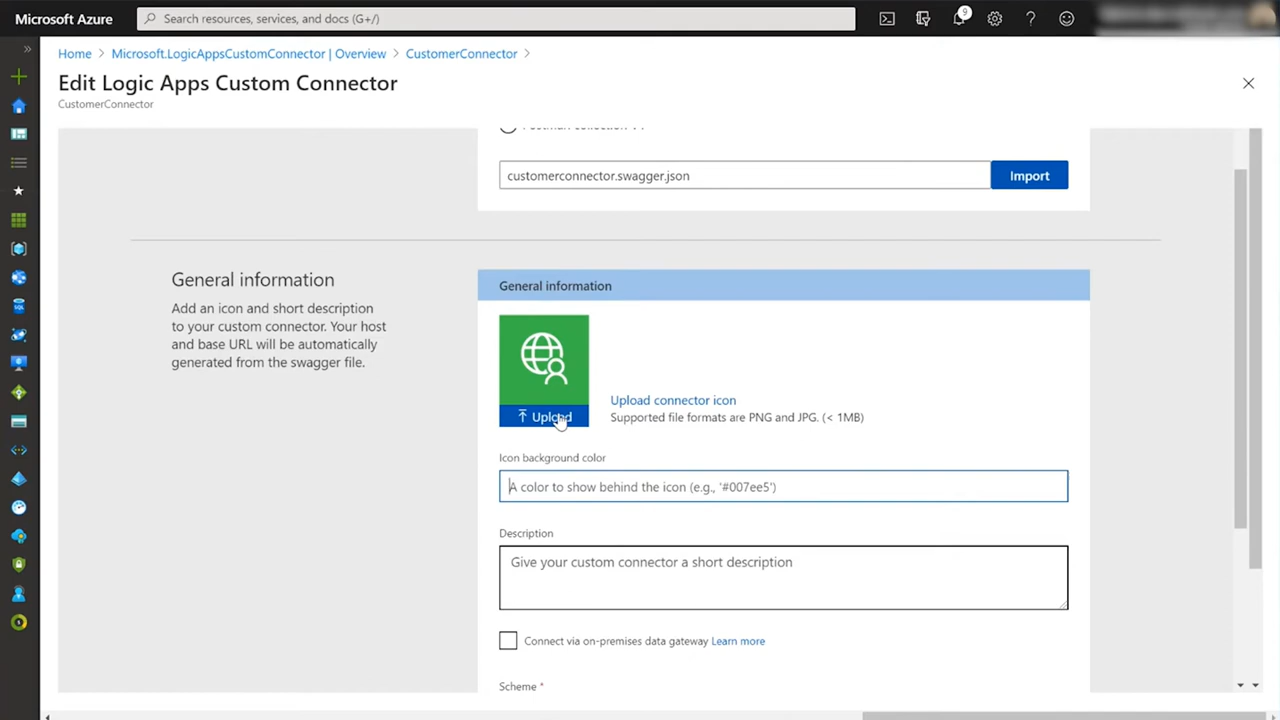 Microsoft Azure
Search resources, services, and docs (G+/)
9
Home > Microsoft.LogicAppsCustomConnector | Overview > CustomerConnector >
Edit Logic Apps Custom Connector
CustomerConnector
customerconnector.swagger.json
Import
General information
Add an icon and short description
to your custom connector. Your host
and base URL will be automatically
generated from the swagger file.
General information
Upload
Upload connector icon
Supported file formats are PNG and JPG. (< 1MB)
Icon background color
A color to show behind the icon (e.g., '#007ee5')
Description
Give your custom connector a short description
Connect via on-premises data gateway Learn more
Scheme *